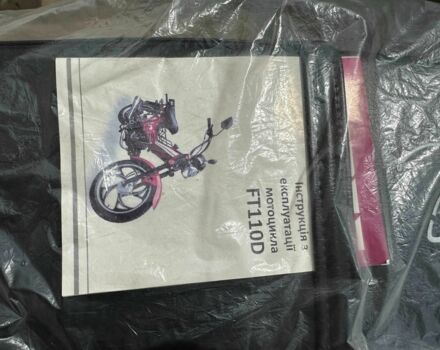 Інструкція з
експлуатації
мотоцикла
FT110D